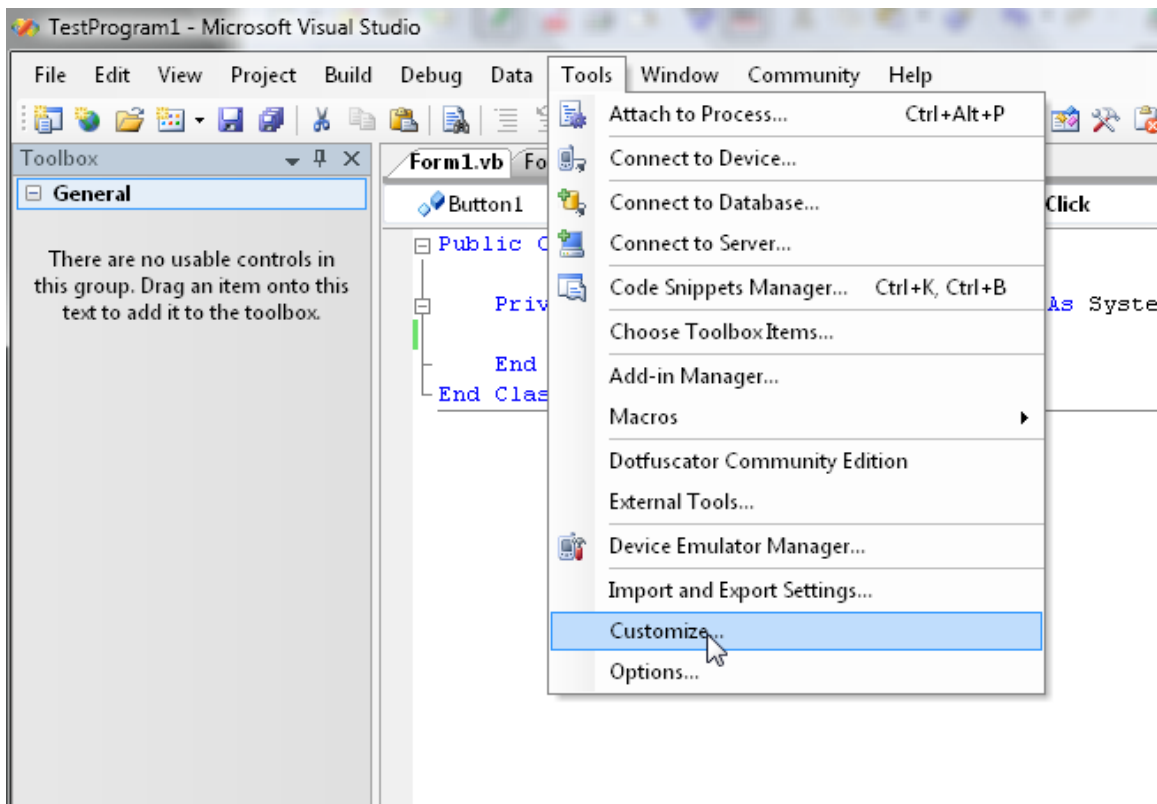 TestProgram1 - Microsoft Visual Studio
File Edit View Project Build Debug Data Tools Window Community Help
Toolbox
General
There are no usable controls in
this group. Drag an item onto this
text to add it to the toolbox.
Form1.vb Fo
Button1 Click
Public C
Priv As Syste
End
End Clas
Attach to Process... Ctrl+Alt+P
Connect to Device...
Connect to Database...
Connect to Server...
Code Snippets Manager... Ctrl+K, Ctrl+B
Choose Toolbox Items...
Add-in Manager...
Macros
Dotfuscator Community Edition
External Tools...
Device Emulator Manager...
Import and Export Settings...
Customize...
Options...